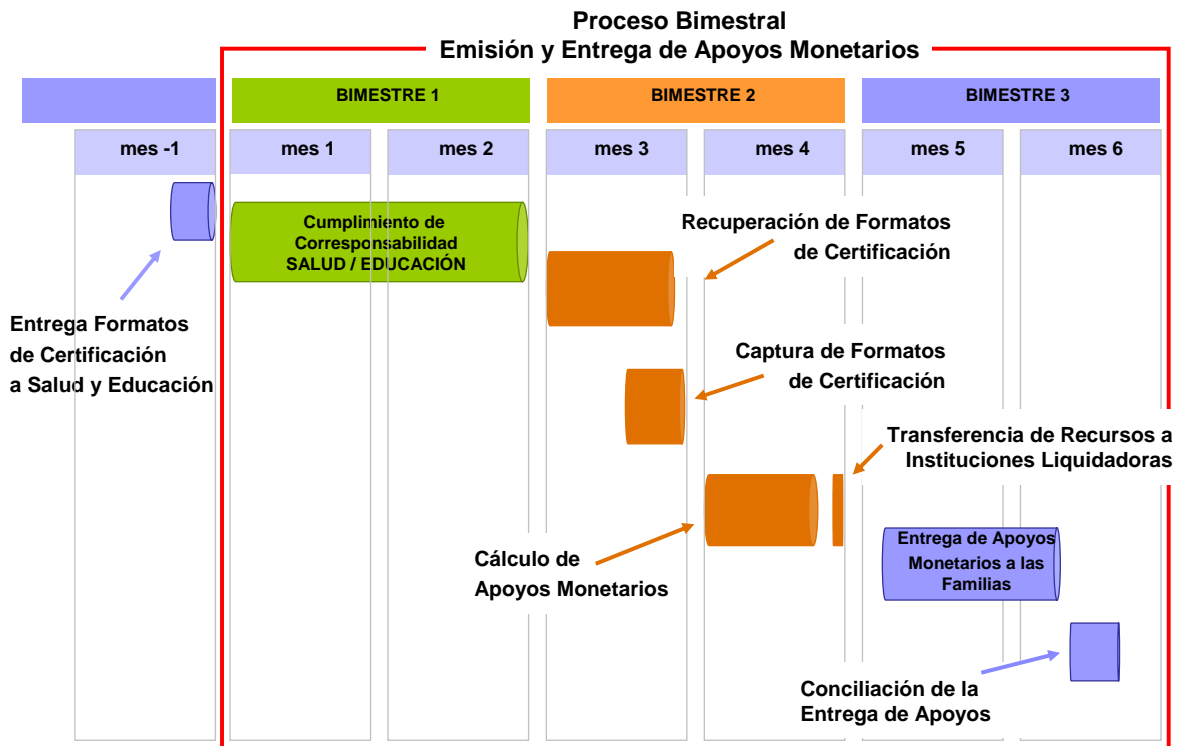 Proceso Bimestral
Emisión y Entrega de Apoyos Monetarios
BIMESTRE 1
BIMESTRE 2
BIMESTRE 3
mes -1
mes 1
mes 2
mes 3
mes 4
mes 5
mes 6
Cumplimiento de
Corresponsabilidad
SALUD / EDUCACIÓN
Recuperación de Formatos
de Certificación
Entrega Formatos
de Certificación
a Salud y Educación
Captura de Formatos
de Certificación
Transferencia de Recursos a
Instituciones Liquidadoras
Cálculo de
Apoyos Monetarios
Entrega de Apoyos
Monetarios a las
Familias
Conciliación de la
Entrega de Apoyos